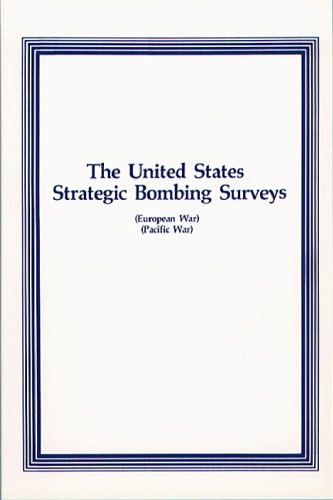 The United States
Strategic Bombing Surveys
(European War)
(Pacific War)